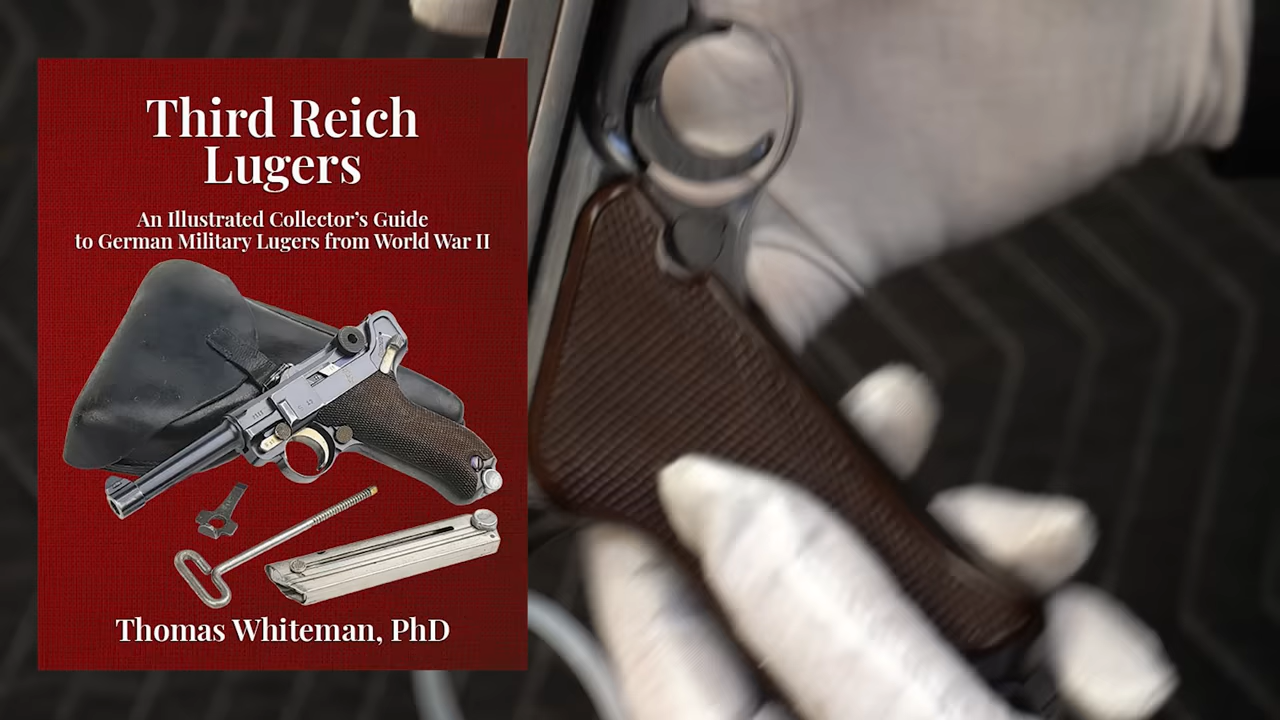 Third Reich
Lugers
An Illustrated Collector's Guide
to German Military Lugers from World War II
Thomas Whiteman, PhD